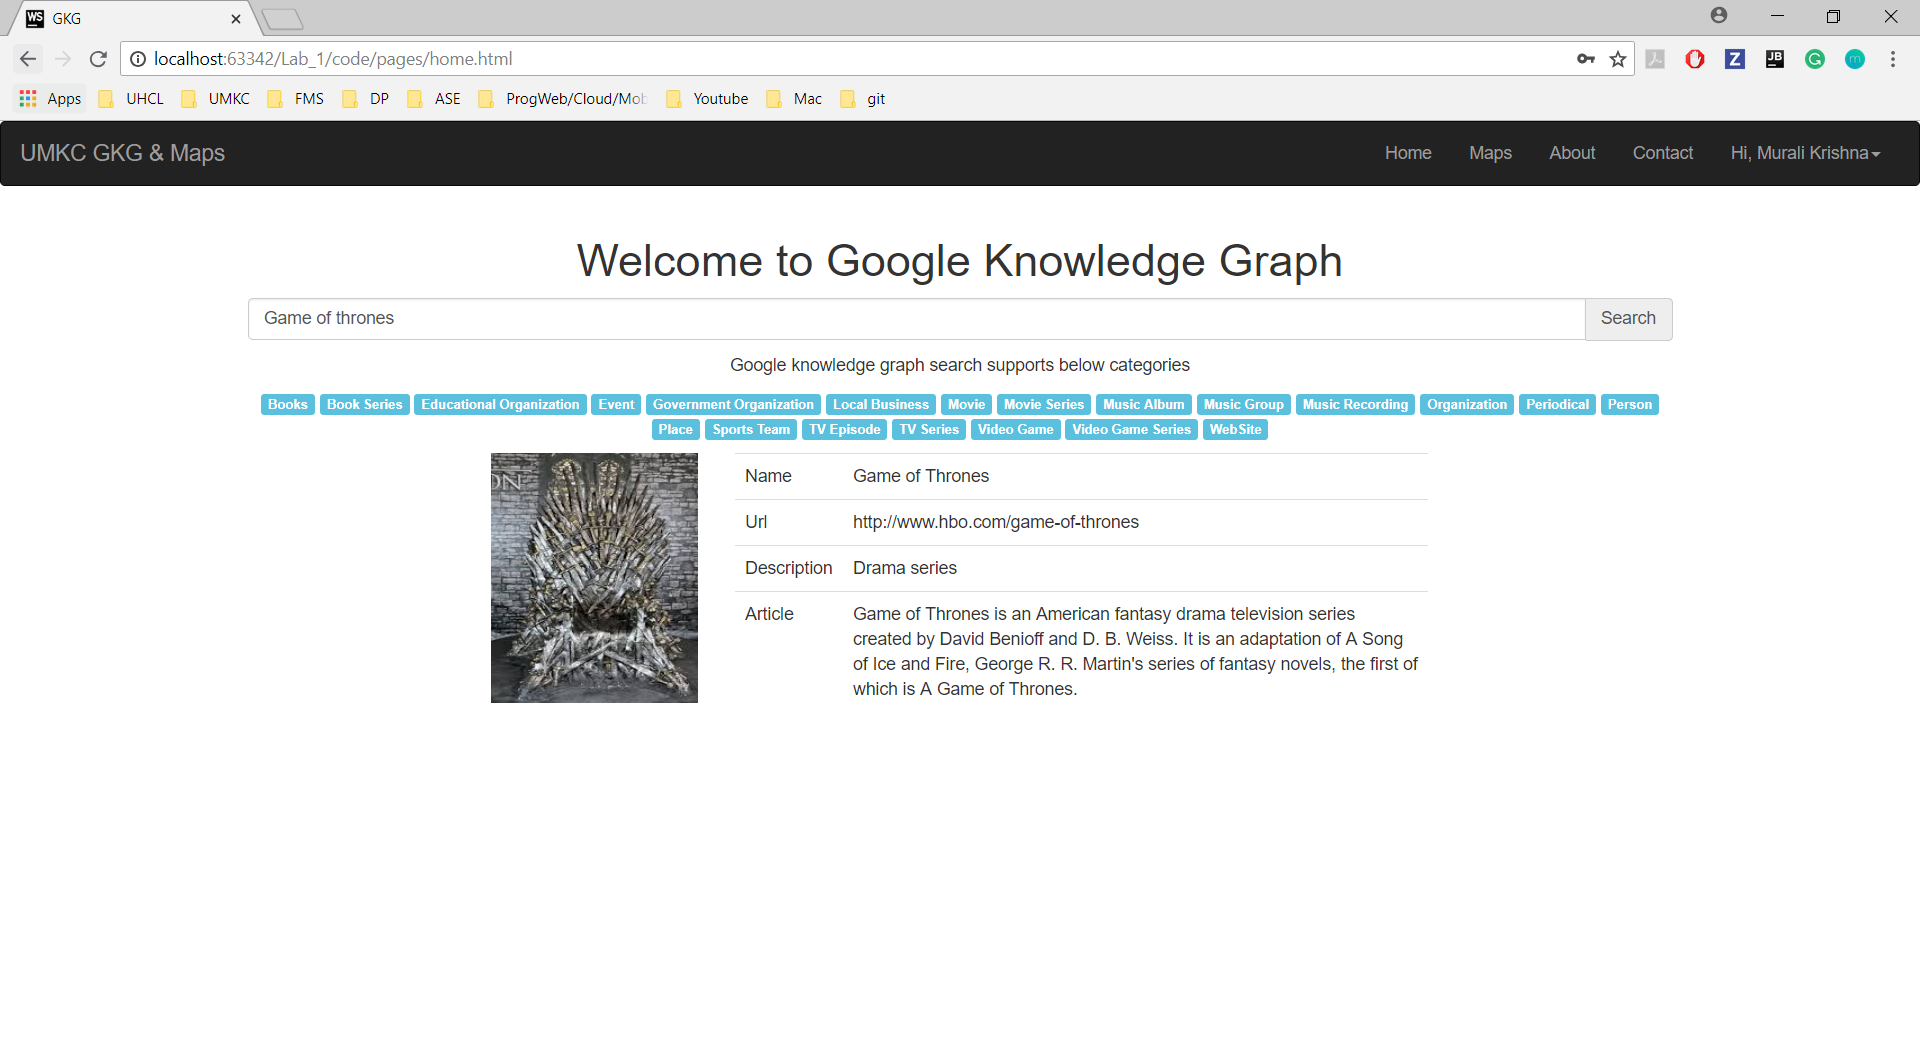 WS GKG
localhost:63342/Lab_1/code/pages/home.html
Z JB G m
Apps UHCL UMKC FMS DP ASE ProgWeb/Cloud/Mob Youtube Mac git
UMKC GKG & Maps Home Maps About Contact Hi, Murali Krishna
Welcome to Google Knowledge Graph
Game of thrones Search
Google knowledge graph search supports below categories
Books Book Series Educational Organization Event Government Organization Local Business Movie Movie Series Music Album Music Group Music Recording Organization Periodical Person
Place Sports Team TV Episode TV Series Video Game Video Game Series WebSite
ON
Name Game of Thrones
Url http://www.hbo.com/game-of-thrones
Description Drama series
Article Game of Thrones is an American fantasy drama television series
created by David Benioff and D. B. Weiss. It is an adaptation of A Song
of Ice and Fire, George R. R. Martin's series of fantasy novels, the first of
which is A Game of Thrones.